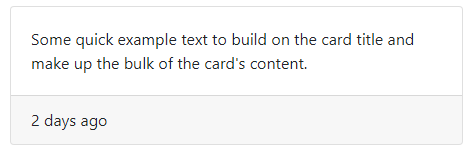 Some quick example text to build on the card title and
make up the bulk of the card's content.
2 days ago